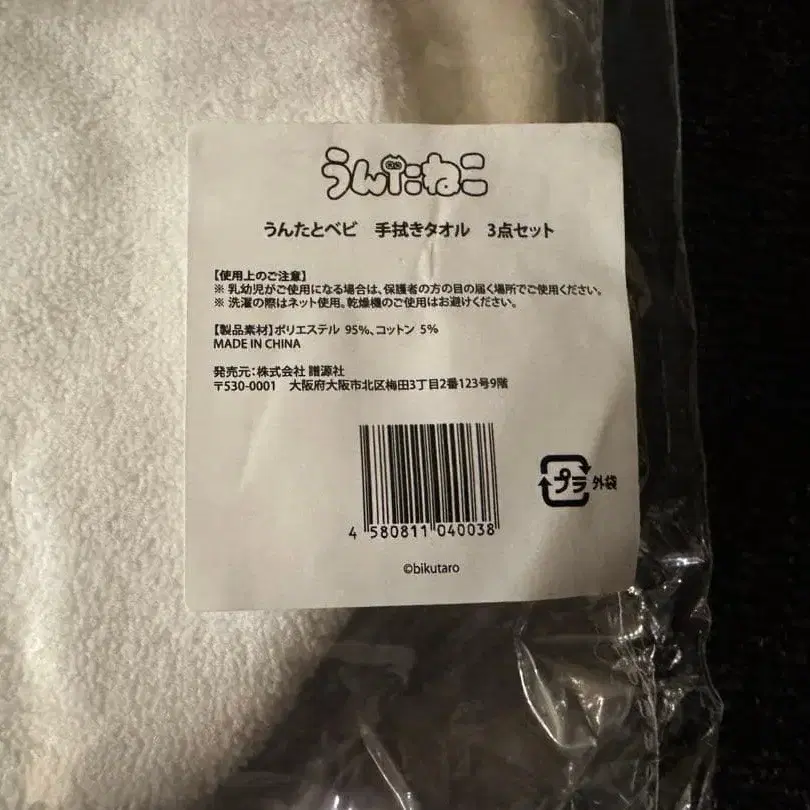 うんたねこ
うんたとベビ　手拭きタオル　3点セット
【使用上のご注意】
※ 乳幼児がご使用になる場合は、保護者の方の目の届く場所でご使用ください。
※ 洗濯の際はネット使用。乾燥機のご使用はお避けください。
【製品素材】ポリエステル 95%、コットン 5%
MADE IN CHINA
発売元：株式会社 譜源社
〒530-0001　大阪府大阪市北区梅田3丁目2番123号9階
プラ 外袋
4 580811 040038
©bikutaro